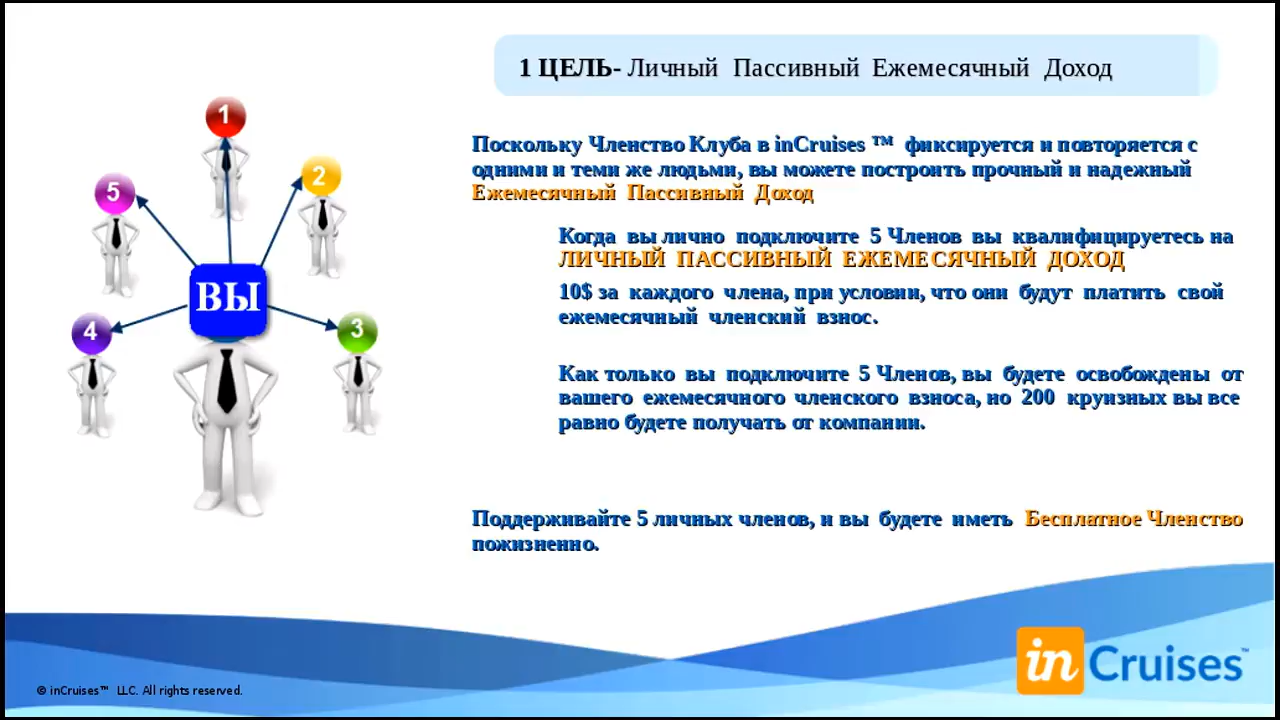 1 ЦЕЛЬ- Личный Пассивный Ежемесячный Доход
Поскольку Членство Клуба в inCruises ™ фиксируется и повторяется с
одними и теми же людьми, вы можете построить прочный и надежный
Ежемесячный Пассивный Доход
Когда вы лично подключите 5 Членов вы квалифицируетесь на
ЛИЧНЫЙ ПАССИВНЫЙ ЕЖЕМЕСЯЧНЫЙ ДОХОД
10$ за каждого члена, при условии, что они будут платить свой
ежемесячный членский взнос.
Как только вы подключите 5 Членов, вы будете освобождены от
вашего ежемесячного членского взноса, но 200 круизных вы все
равно будете получать от компании.
Поддерживайте 5 личных членов, и вы будете иметь Бесплатное Членство
пожизненно.
1
2
5
ВЫ
4
3
© inCruises™ LLC. All rights reserved.
in Cruises™